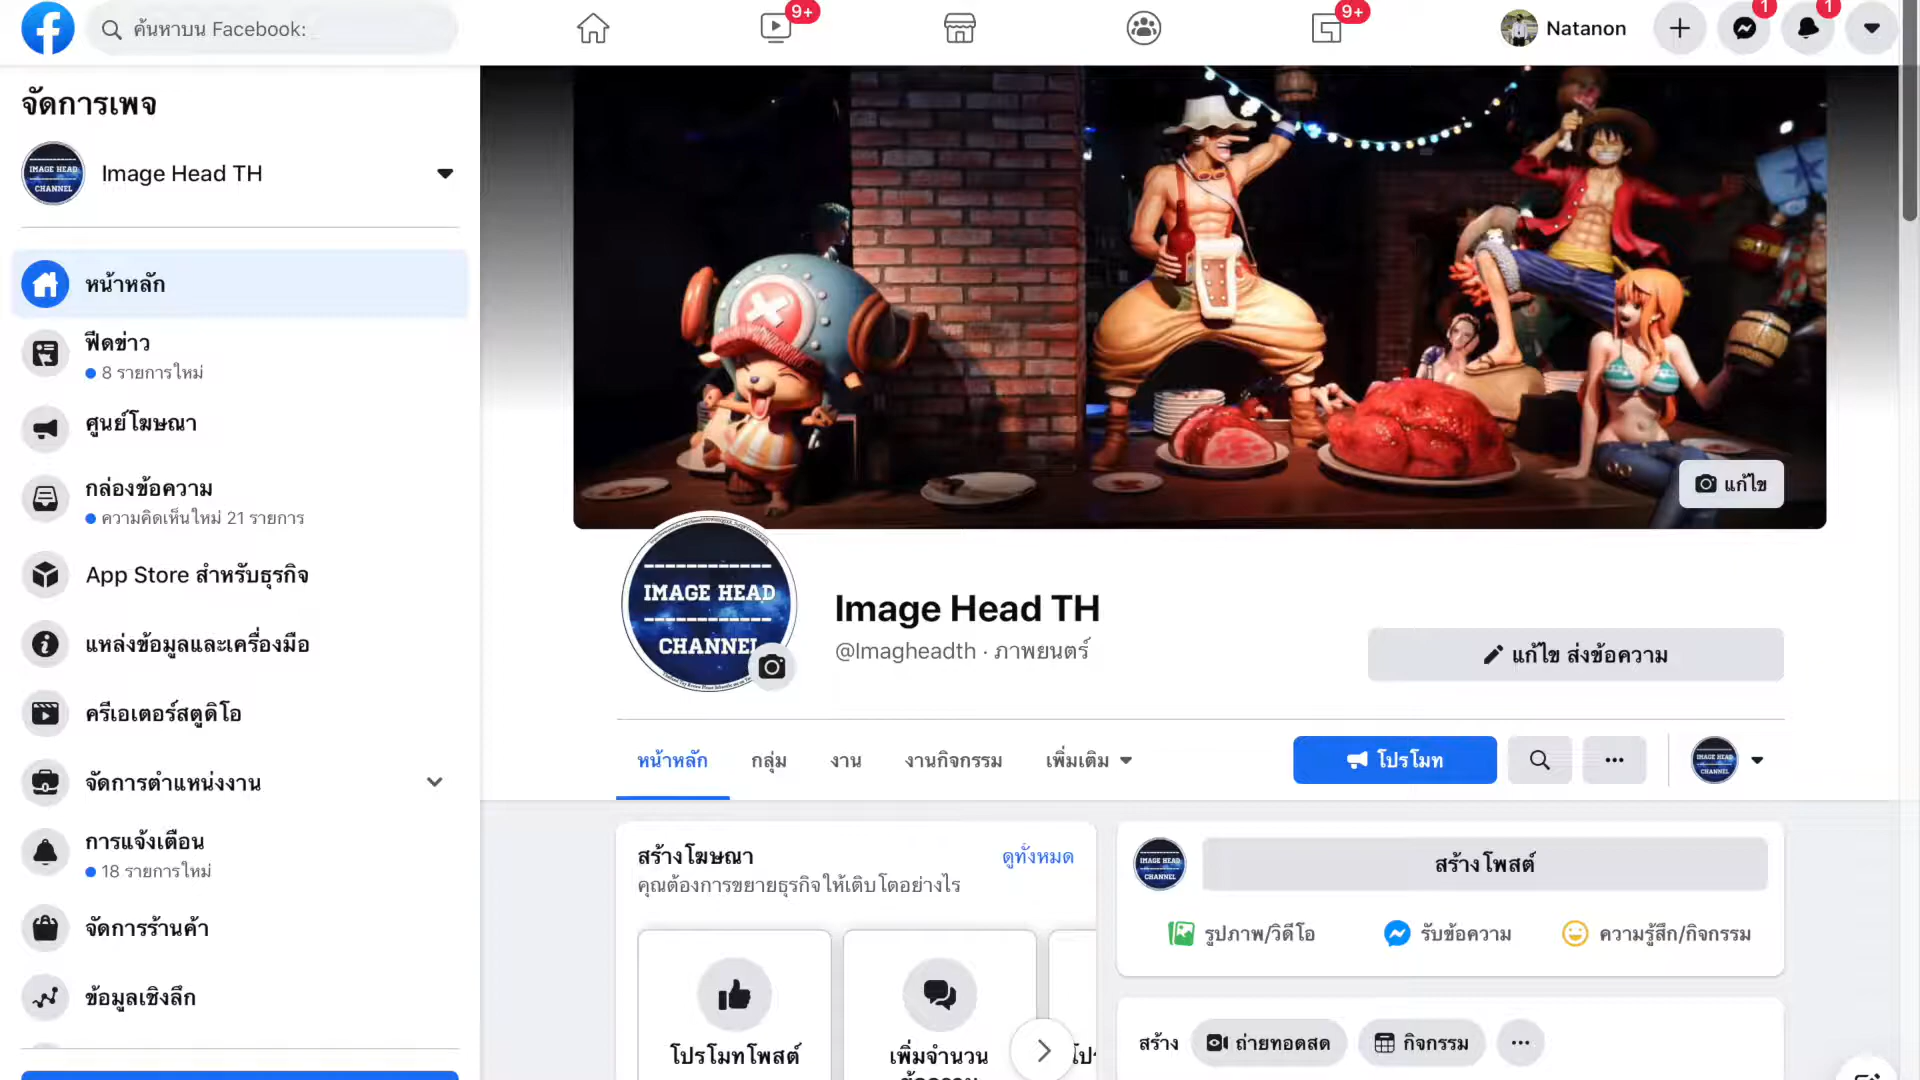 ค้นหาบน Facebook:
9+
9+
Natanon
1
1
จัดการเพจ
IMAGE HEAD
CHANNEL
Image Head TH
หน้าหลัก
ฟีดข่าว
8 รายการใหม่
ศูนย์โฆษณา
กล่องข้อความ
ความคิดเห็นใหม่ 21 รายการ
App Store สำหรับธุรกิจ
แหล่งข้อมูลและเครื่องมือ
ครีเอเตอร์สตูดิโอ
จัดการตำแหน่งงาน
การแจ้งเตือน
18 รายการใหม่
จัดการร้านค้า
ข้อมูลเชิงลึก
แก้ไข
IMAGE HEAD
CHANNEL
Image Head TH
@Imagheadth · ภาพยนตร์
แก้ไข ส่งข้อความ
หน้าหลัก
กลุ่ม
งาน
งานกิจกรรม
เพิ่มเติม
โปรโมท
IMAGE HEAD
CHANNEL
สร้างโฆษณา
ดูทั้งหมด
คุณต้องการขยายธุรกิจให้เติบโตอย่างไร
โปรโมทโพสต์
เพิ่มจำนวน
IMAGE HEAD
CHANNEL
สร้างโพสต์
รูปภาพ/วิดีโอ
รับข้อความ
ความรู้สึก/กิจกรรม
สร้าง
ถ่ายทอดสด
กิจกรรม